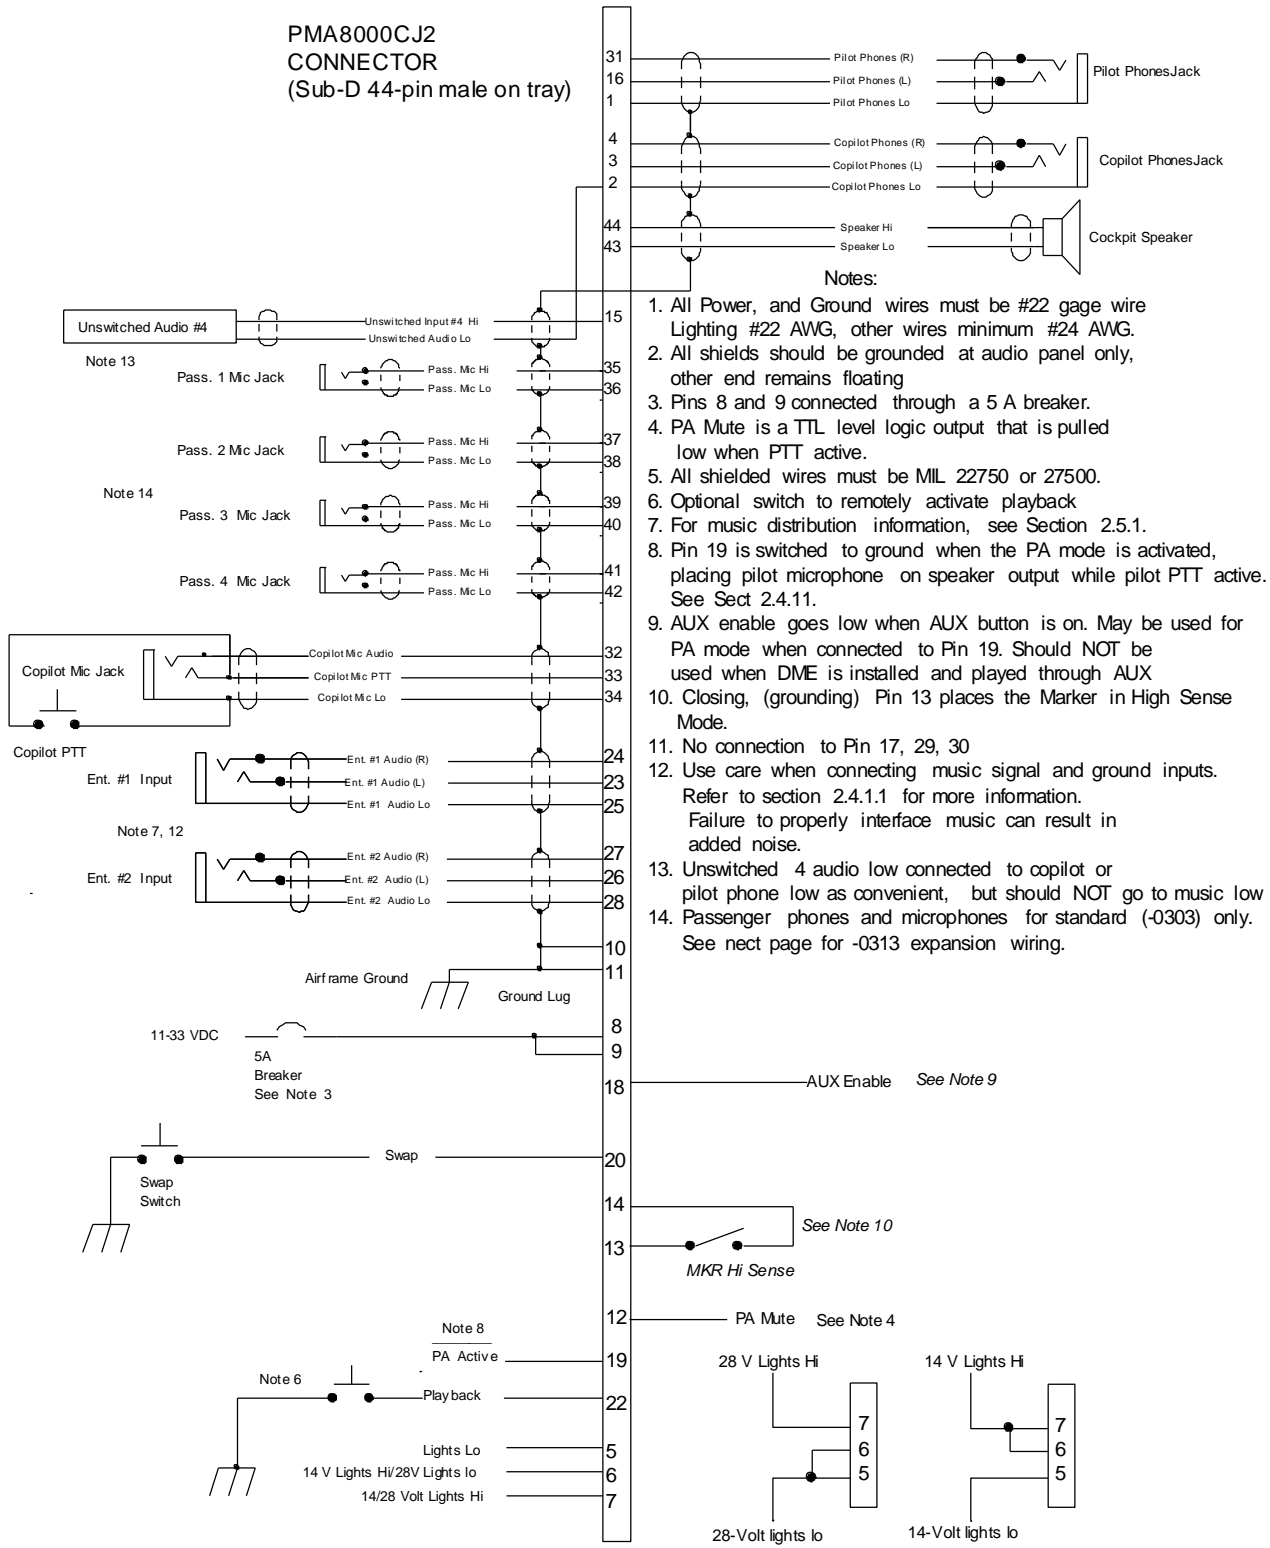 PMA8000CJ2
CONNECTOR
(Sub-D 44-pin male on tray)
31
Pilot Phones (R)
16
Pilot Phones (L)
1
Pilot Phones Lo
Pilot PhonesJack
4
Copilot Phones (R)
3
Copilot Phones (L)
2
Copilot Phones Lo
Copilot PhonesJack
44
Speaker Hi
43
Speaker Lo
Cockpit Speaker
Unswitched Audio #4
Unswitched Input #4 Hi
15
Unswitched Audio Lo
Note 13
Pass. 1 Mic Jack
Pass. Mic Hi
35
Pass. Mic Lo
36
Pass. 2 Mic Jack
Pass. Mic Hi
37
Pass. Mic Lo
38
Note 14
Pass. 3 Mic Jack
Pass. Mic Hi
39
Pass. Mic Lo
40
Pass. 4 Mic Jack
Pass. Mic Hi
41
Pass. Mic Lo
42
Copilot Mic Jack
Copilot Mic Audio
32
Copilot Mic PTT
33
Copilot Mic Lo
34
Copilot PTT
Ent. #1 Input
Ent. #1 Audio (R)
24
Ent. #1 Audio (L)
23
Ent. #1 Audio Lo
25
Note 7, 12
Ent. #2 Input
Ent. #2 Audio (R)
27
Ent. #2 Audio (L)
26
Ent. #2 Audio Lo
28
10
11
Airframe Ground
Ground Lug
11-33 VDC
5A
Breaker
See Note 3
8
9
Notes:
1. All Power, and Ground wires must be #22 gage wire
Lighting #22 AWG, other wires minimum #24 AWG.
2. All shields should be grounded at audio panel only,
other end remains floating
3. Pins 8 and 9 connected through a 5 A breaker.
4. PA Mute is a TTL level logic output that is pulled
low when PTT active.
5. All shielded wires must be MIL 22750 or 27500.
6. Optional switch to remotely activate playback
7. For music distribution information, see Section 2.5.1.
8. Pin 19 is switched to ground when the PA mode is activated,
placing pilot microphone on speaker output while pilot PTT active.
See Sect 2.4.11.
9. AUX enable goes low when AUX button is on. May be used for
PA mode when connected to Pin 19. Should NOT be
used when DME is installed and played through AUX
10. Closing, (grounding) Pin 13 places the Marker in High Sense
Mode.
11. No connection to Pin 17, 29, 30
12. Use care when connecting music signal and ground inputs.
Refer to section 2.4.1.1 for more information.
Failure to properly interface music can result in
added noise.
13. Unswitched 4 audio low connected to copilot or
pilot phone low as convenient, but should NOT go to music low
14. Passenger phones and microphones for standard (-0303) only.
See nect page for -0313 expansion wiring.
18
AUX Enable
See Note 9
Swap
20
Swap
Switch
14
13
See Note 10
MKR Hi Sense
12
PA Mute
See Note 4
Note 8
PA Active
19
Note 6
Playback
22
Lights Lo
5
14 V Lights Hi/28V Lights lo
6
14/28 Volt Lights Hi
7
28 V Lights Hi
7
6
5
28-Volt lights lo
14 V Lights Hi
7
6
5
14-Volt lights lo